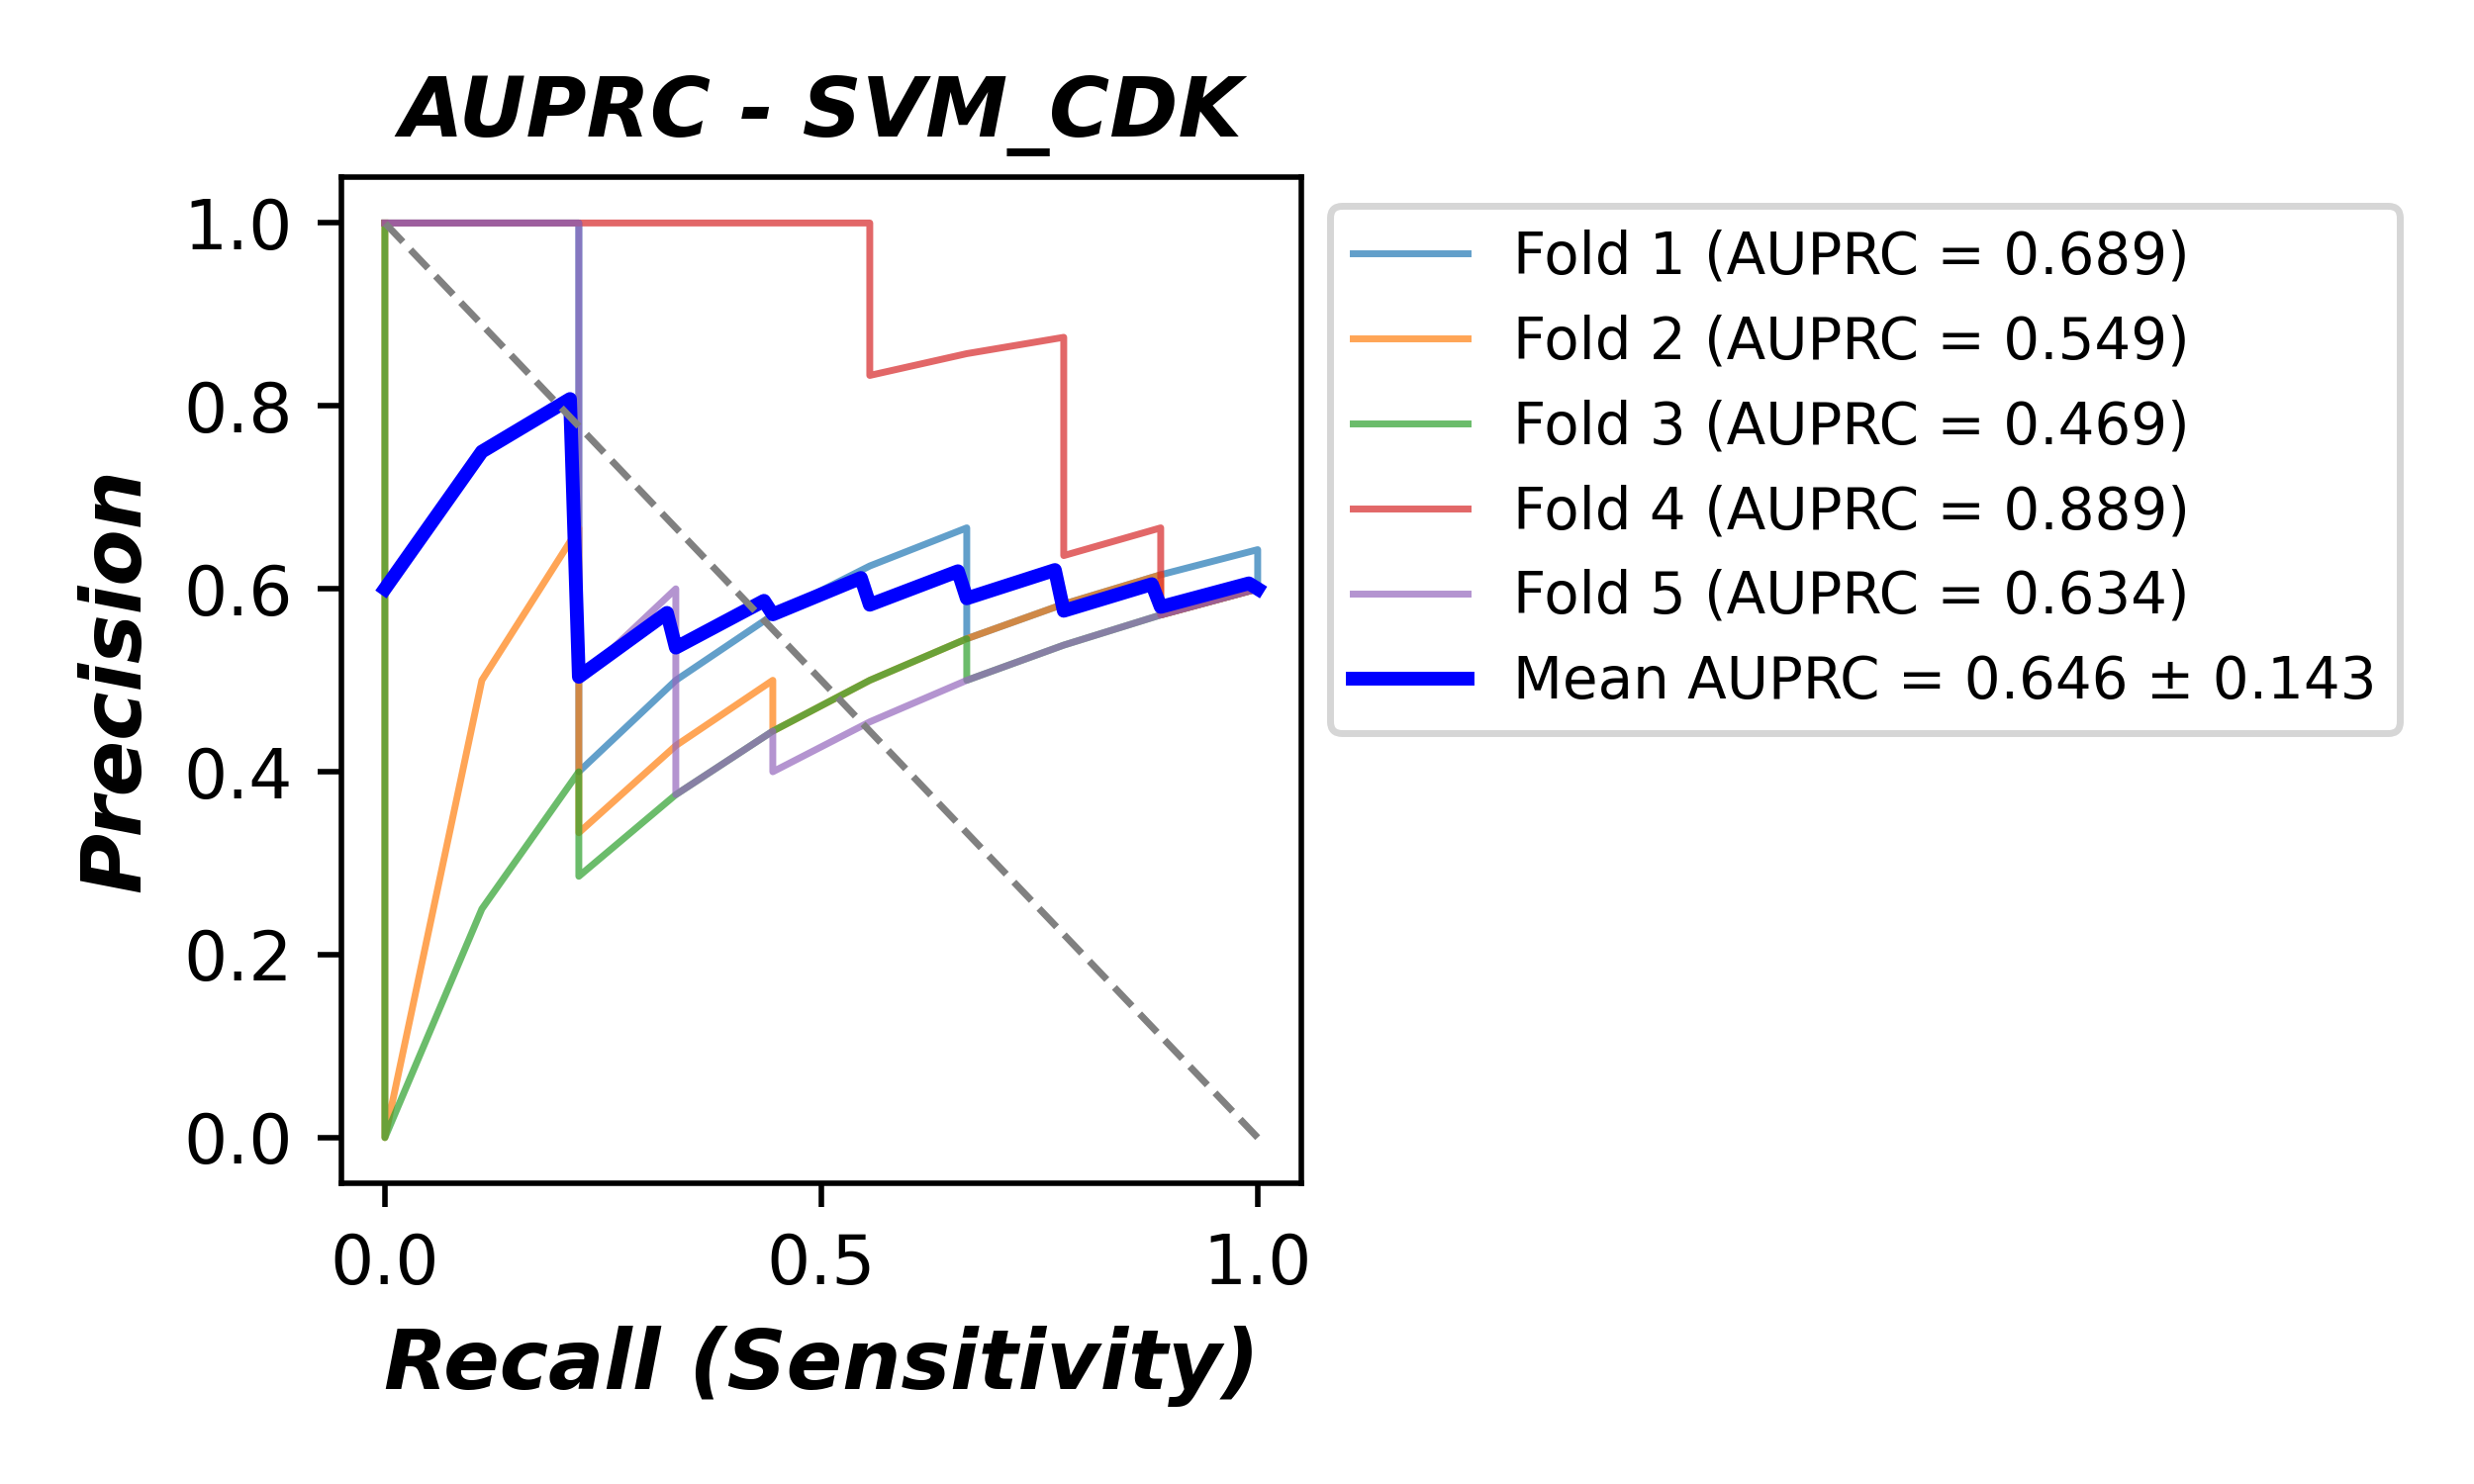 AUPRC - SVM_CDK
Precision
1.0
0.8
0.6
0.4
0.2
0.0
0.0 0.5 1.0
Recall (Sensitivity)
Fold 1 (AUPRC = 0.689)
Fold 2 (AUPRC = 0.549)
Fold 3 (AUPRC = 0.469)
Fold 4 (AUPRC = 0.889)
Fold 5 (AUPRC = 0.634)
Mean AUPRC = 0.646 ± 0.143